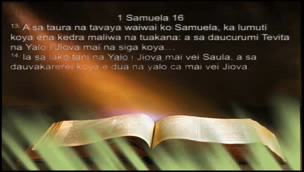 1 Samuela 16
13 A sa taura na tavaya waiwai ko Samuela, ka lumuti
koya ena kedra maliwa na tuakana: a sa daucurumi Tevita
na Yalo i Jiova mai na siga koya…
14 Ia sa lako tani na Yalo i Jiova mai vei Saula, a sa
dauvakarerei koya e dua na yalo ca mai vei Jiova.